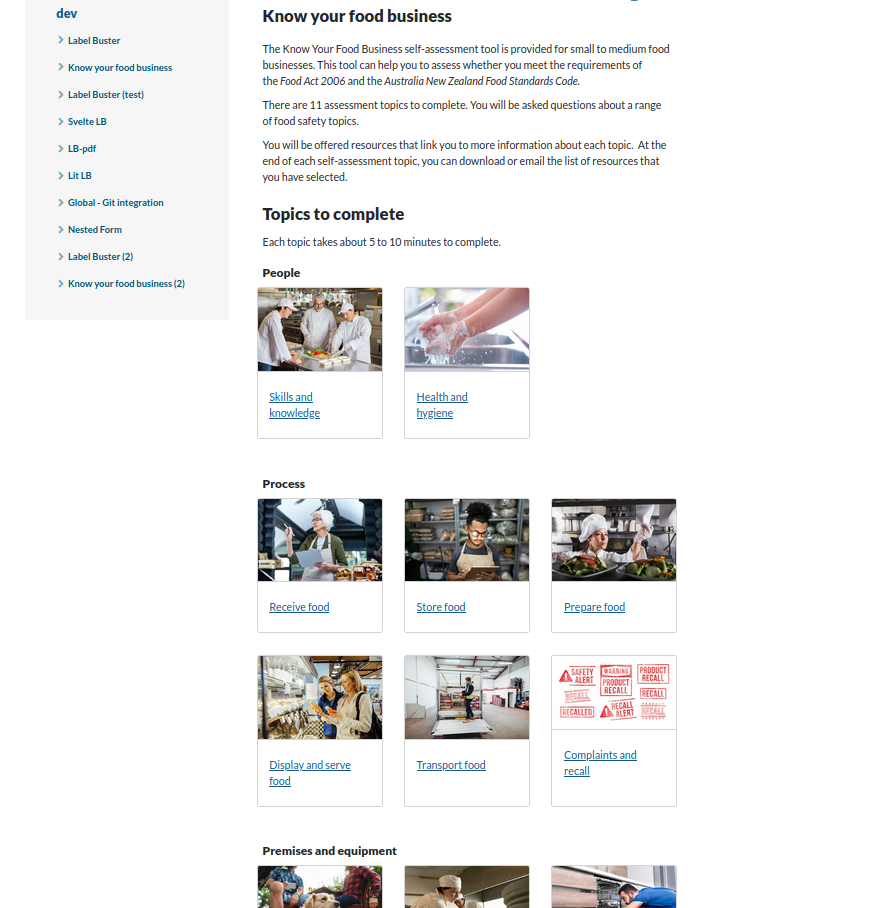 dev
Label Buster
Know your food business
Label Buster (test)
Svelte LB
LB-pdf
Lit LB
Global - Git integration
Nested Form
Label Buster (2)
Know your food business (2)
Know your food business
The Know Your Food Business self-assessment tool is provided for small to medium food
businesses. This tool can help you to assess whether you meet the requirements of
the Food Act 2006 and the Australia New Zealand Food Standards Code.
There are 11 assessment topics to complete. You will be asked questions about a range
of food safety topics.
You will be offered resources that link you to more information about each topic.  At the
end of each self-assessment topic, you can download or email the list of resources that
you have selected.
Topics to complete
Each topic takes about 5 to 10 minutes to complete.
People
Skills and
knowledge
Health and
hygiene
Process
Receive food
Store food
Prepare food
SAFETY
ALERT
WARNING
PRODUCT
RECALL
PRODUCT
RECALL
RECALL
RECALL
RECALLED
RECALL
ALERT
RECALL
Display and serve
food
Transport food
Complaints and
recall
Premises and equipment